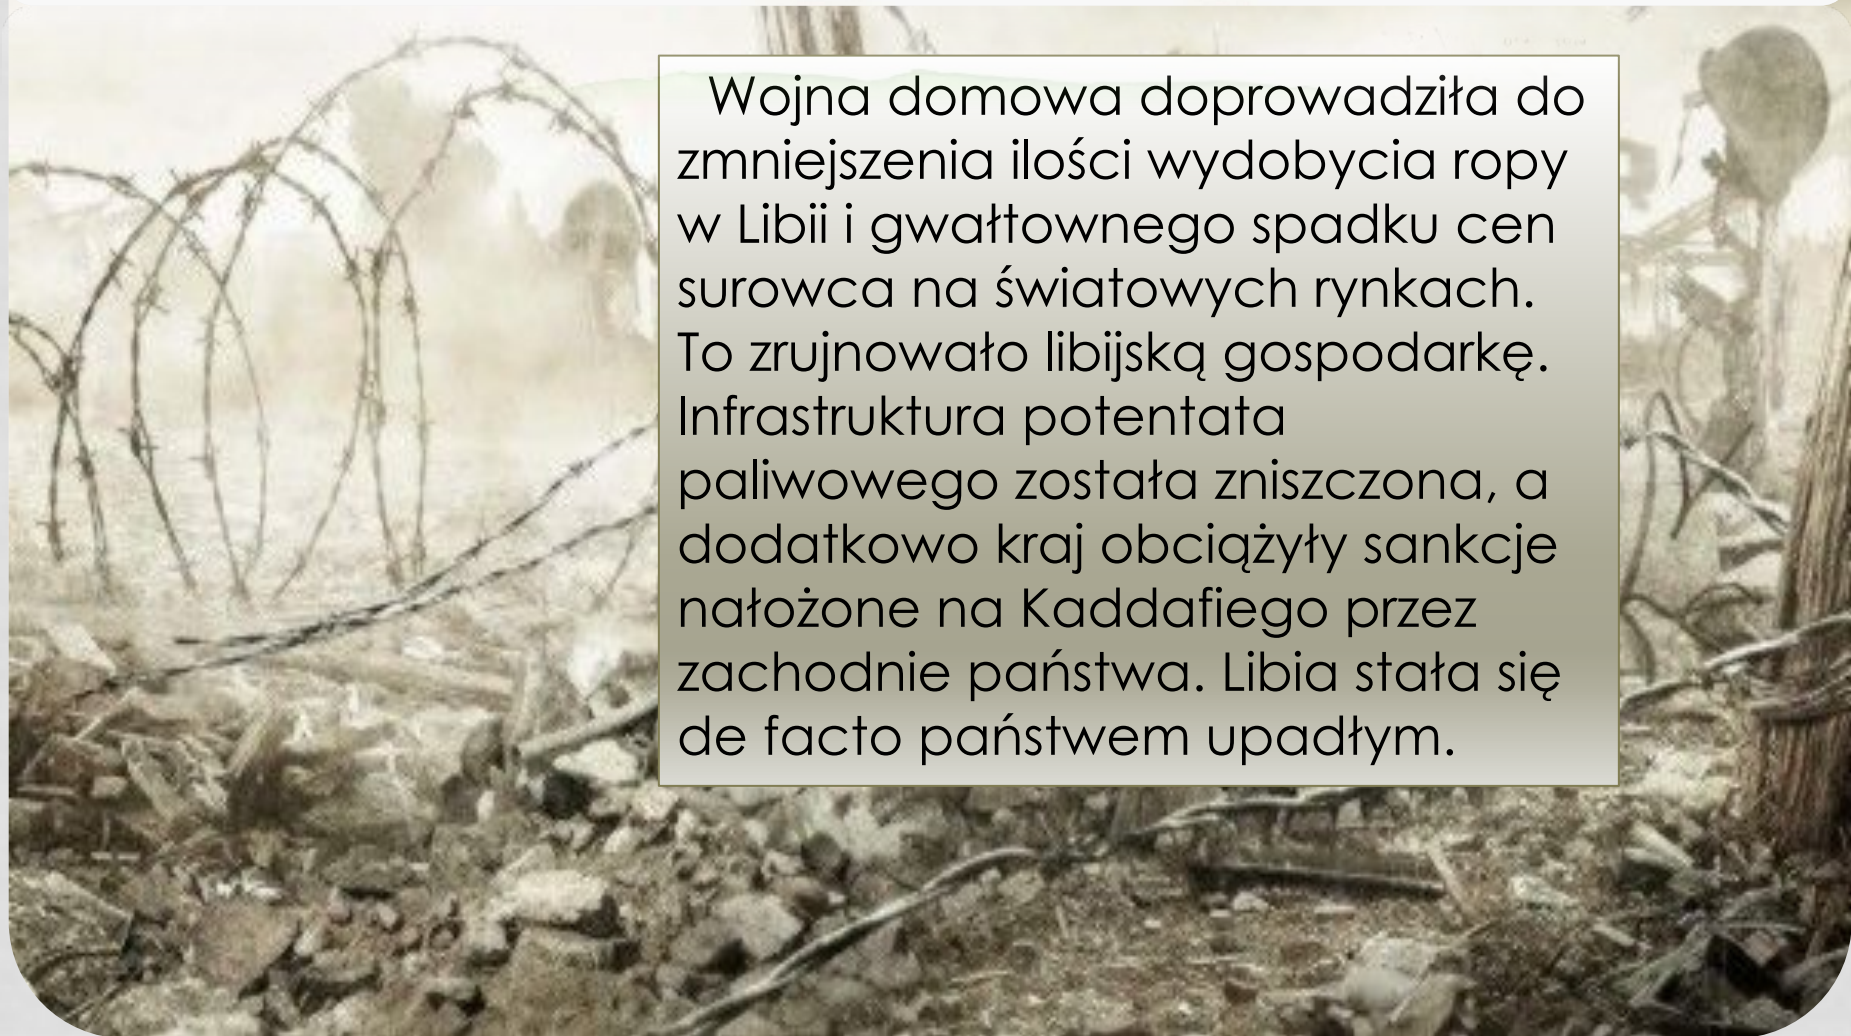 Wojna domowa doprowadziła do
zmniejszenia ilości wydobycia ropy
w Libii i gwałtownego spadku cen
surowca na światowych rynkach.
To zrujnowało libijską gospodarkę.
Infrastruktura potentata
paliwowego została zniszczona, a
dodatkowo kraj obciążyły sankcje
nałożone na Kaddafiego przez
zachodnie państwa. Libia stała się
de facto państwem upadłym.